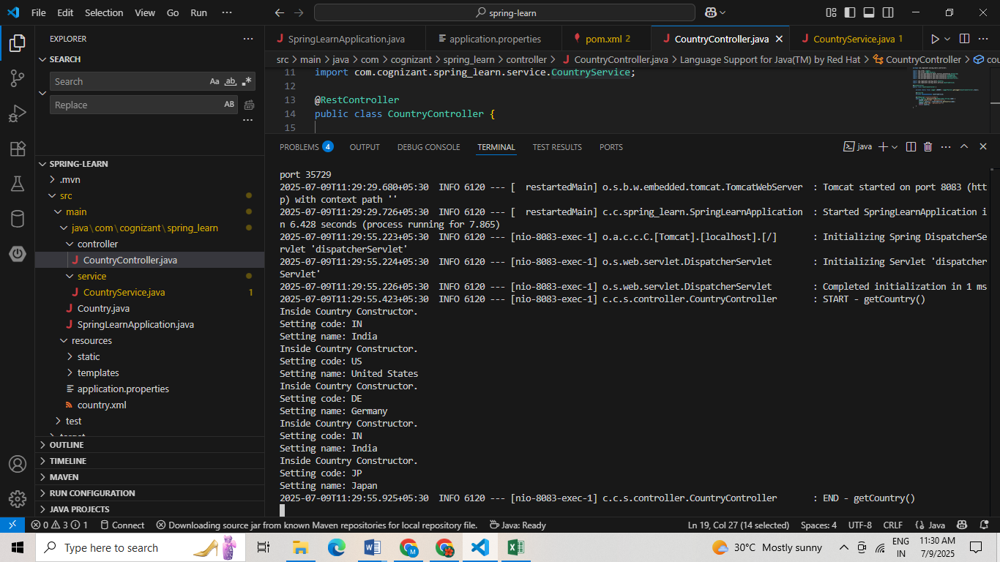 File Edit Selection View Go Run ··· spring-learn
EXPLORER
SEARCH
Search Aa ab .*
Replace AB
SPRING-LEARN
.mvn
src
main
java\com\cognizant\spring_learn
controller
CountryController.java
service
CountryService.java 1
Country.java
SpringLearnApplication.java
resources
static
templates
application.properties
country.xml
test
OUTLINE
TIMELINE
MAVEN
RUN CONFIGURATION
JAVA PROJECTS
SpringLearnApplication.java application.properties pom.xml 2 CountryController.java CountryService.java 1
src > main > java > com > cognizant > spring_learn > controller > CountryController.java > Language Support for Java(TM) by Red Hat > CountryController > cou
11 import com.cognizant.spring_learn.service.CountryService;
12
13 @RestController
14 public class CountryController {
15
PROBLEMS 4 OUTPUT DEBUG CONSOLE TERMINAL TEST RESULTS PORTS java
port 35729
2025-07-09T11:29:29.680+05:30  INFO 6120 --- [  restartedMain] o.s.b.w.embedded.tomcat.TomcatWebServer  : Tomcat started on port 8083 (htt
p) with context path ''
2025-07-09T11:29:29.726+05:30  INFO 6120 --- [  restartedMain] c.c.spring_learn.SpringLearnApplication  : Started SpringLearnApplication i
n 6.428 seconds (process running for 7.865)
2025-07-09T11:29:55.223+05:30  INFO 6120 --- [nio-8083-exec-1] o.a.c.c.C.[Tomcat].[localhost].[/]       : Initializing Spring DispatcherSe
rvlet 'dispatcherServlet'
2025-07-09T11:29:55.224+05:30  INFO 6120 --- [nio-8083-exec-1] o.s.web.servlet.DispatcherServlet        : Initializing Servlet 'dispatcher
Servlet'
2025-07-09T11:29:55.226+05:30  INFO 6120 --- [nio-8083-exec-1] o.s.web.servlet.DispatcherServlet        : Completed initialization in 1 ms
2025-07-09T11:29:55.423+05:30  INFO 6120 --- [nio-8083-exec-1] c.c.s.controller.CountryController       : START - getCountry()
Inside Country Constructor.
Setting code: IN
Setting name: India
Inside Country Constructor.
Setting code: US
Setting name: United States
Inside Country Constructor.
Setting code: DE
Setting name: Germany
Inside Country Constructor.
Setting code: IN
Setting name: India
Inside Country Constructor.
Setting code: JP
Setting name: Japan
2025-07-09T11:29:55.925+05:30  INFO 6120 --- [nio-8083-exec-1] c.c.s.controller.CountryController       : END - getCountry()
0 3 1 Connect Downloading source jar from known Maven repositories for local repository file. Java: Ready Ln 19, Col 27 (14 selected) Spaces: 4 UTF-8 CRLF {} Java
Type here to search 30°C Mostly sunny ENG 11:30 AM
IN 7/9/2025